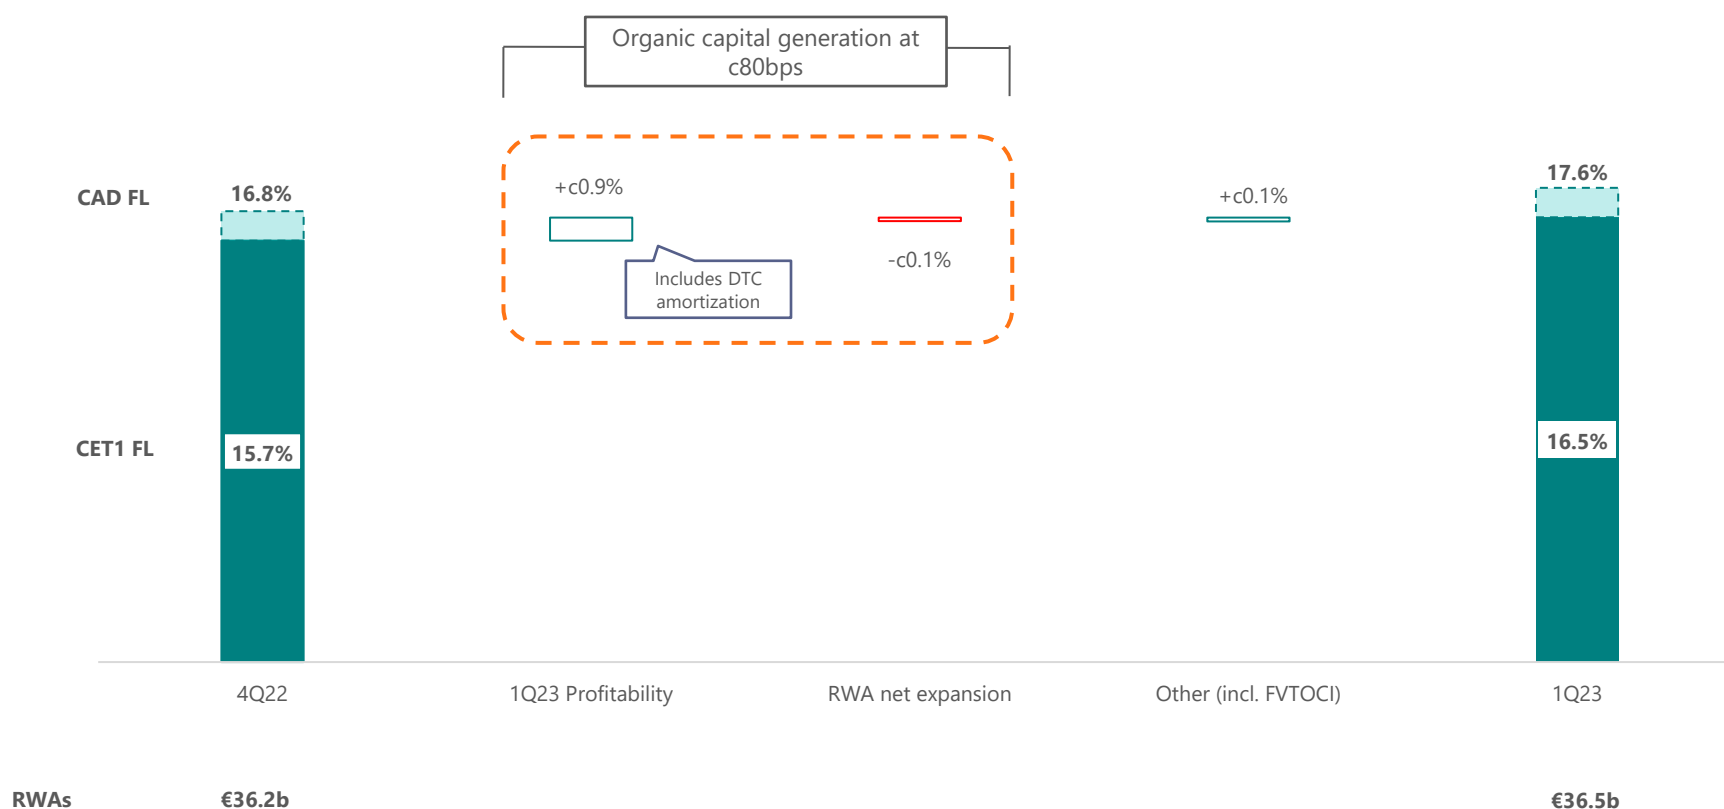 Organic capital generation at
c80bps
CAD FL
16.8%
+c0.9%
+c0.1%
17.6%
-c0.1%
Includes DTC
amortization
CET1 FL
15.7%
16.5%
4Q22
1Q23 Profitability
RWA net expansion
Other (incl. FVTOCI)
1Q23
RWAs
€36.2b
€36.5b